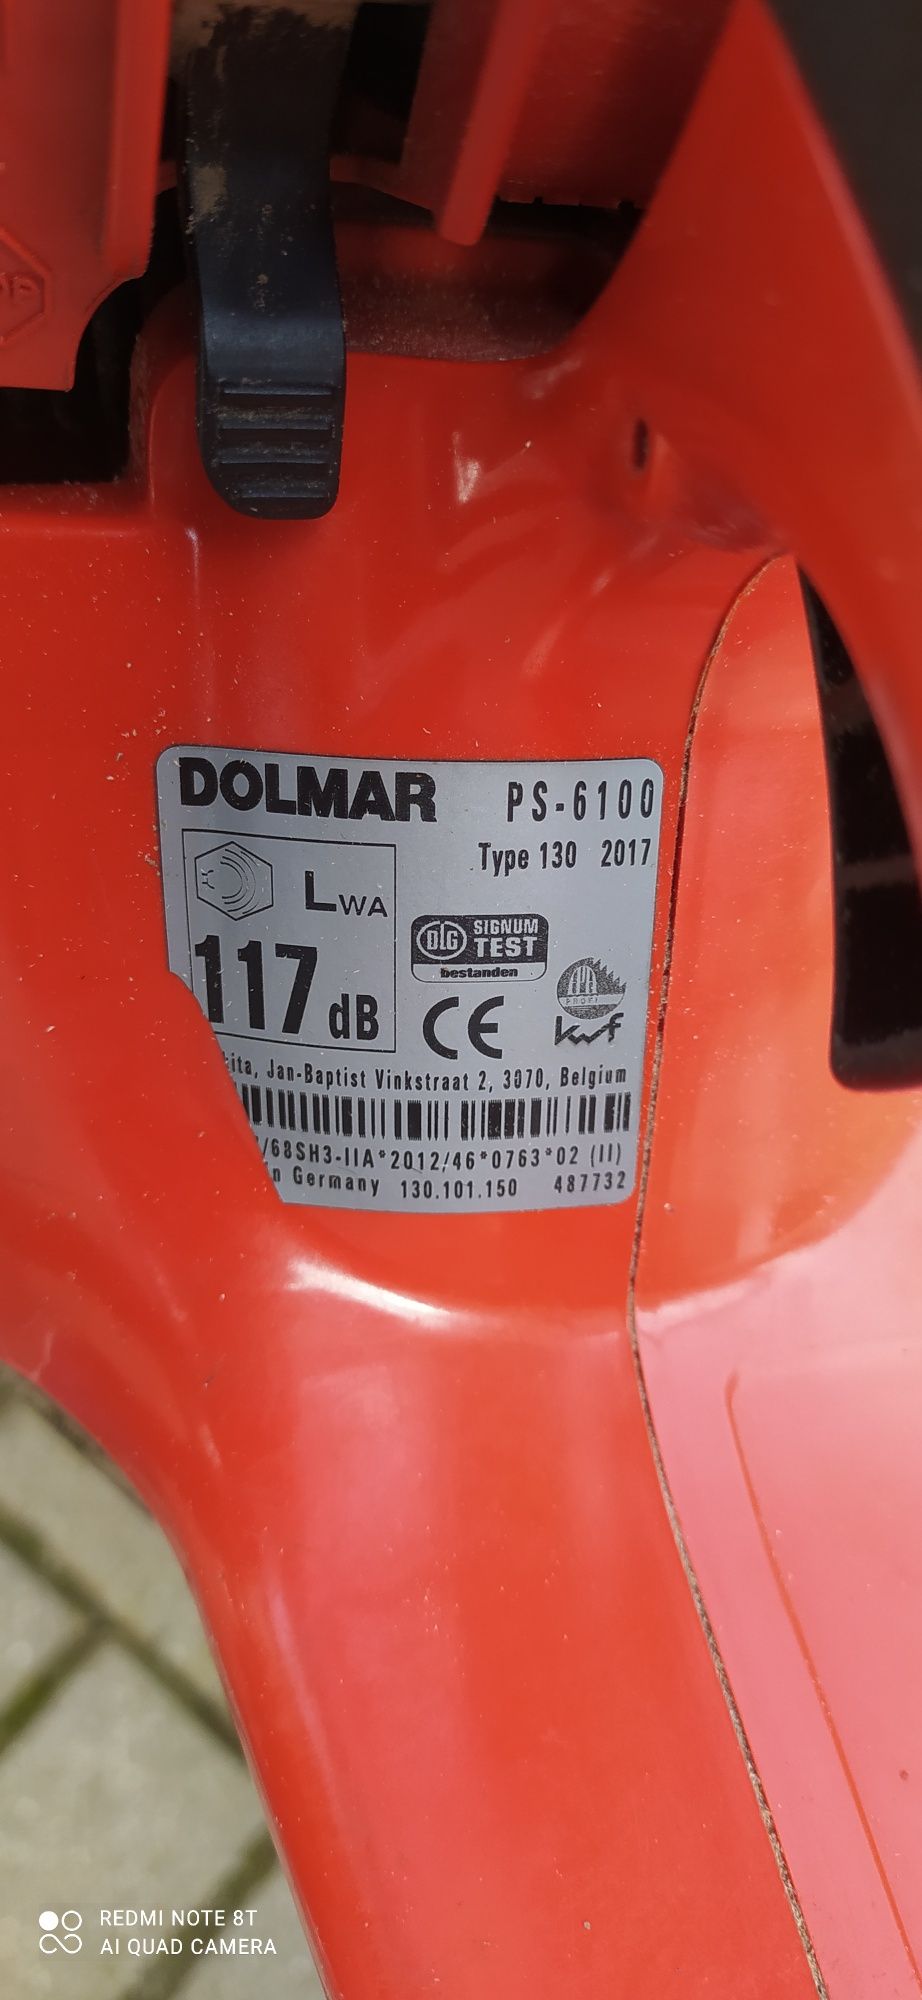 DOLMAR PS-6100
Type 130 2017
LWA
117 dB
DLG SIGNUM TEST
bestanden
CE
PROFI
kwf
Jan-Baptist Vinkstraat 2, 3070, Belgium
/68SH3-IIA*2012/46*0763*02 (II)
Germany 130.101.150 487732
REDMI NOTE 8T
AI QUAD CAMERA